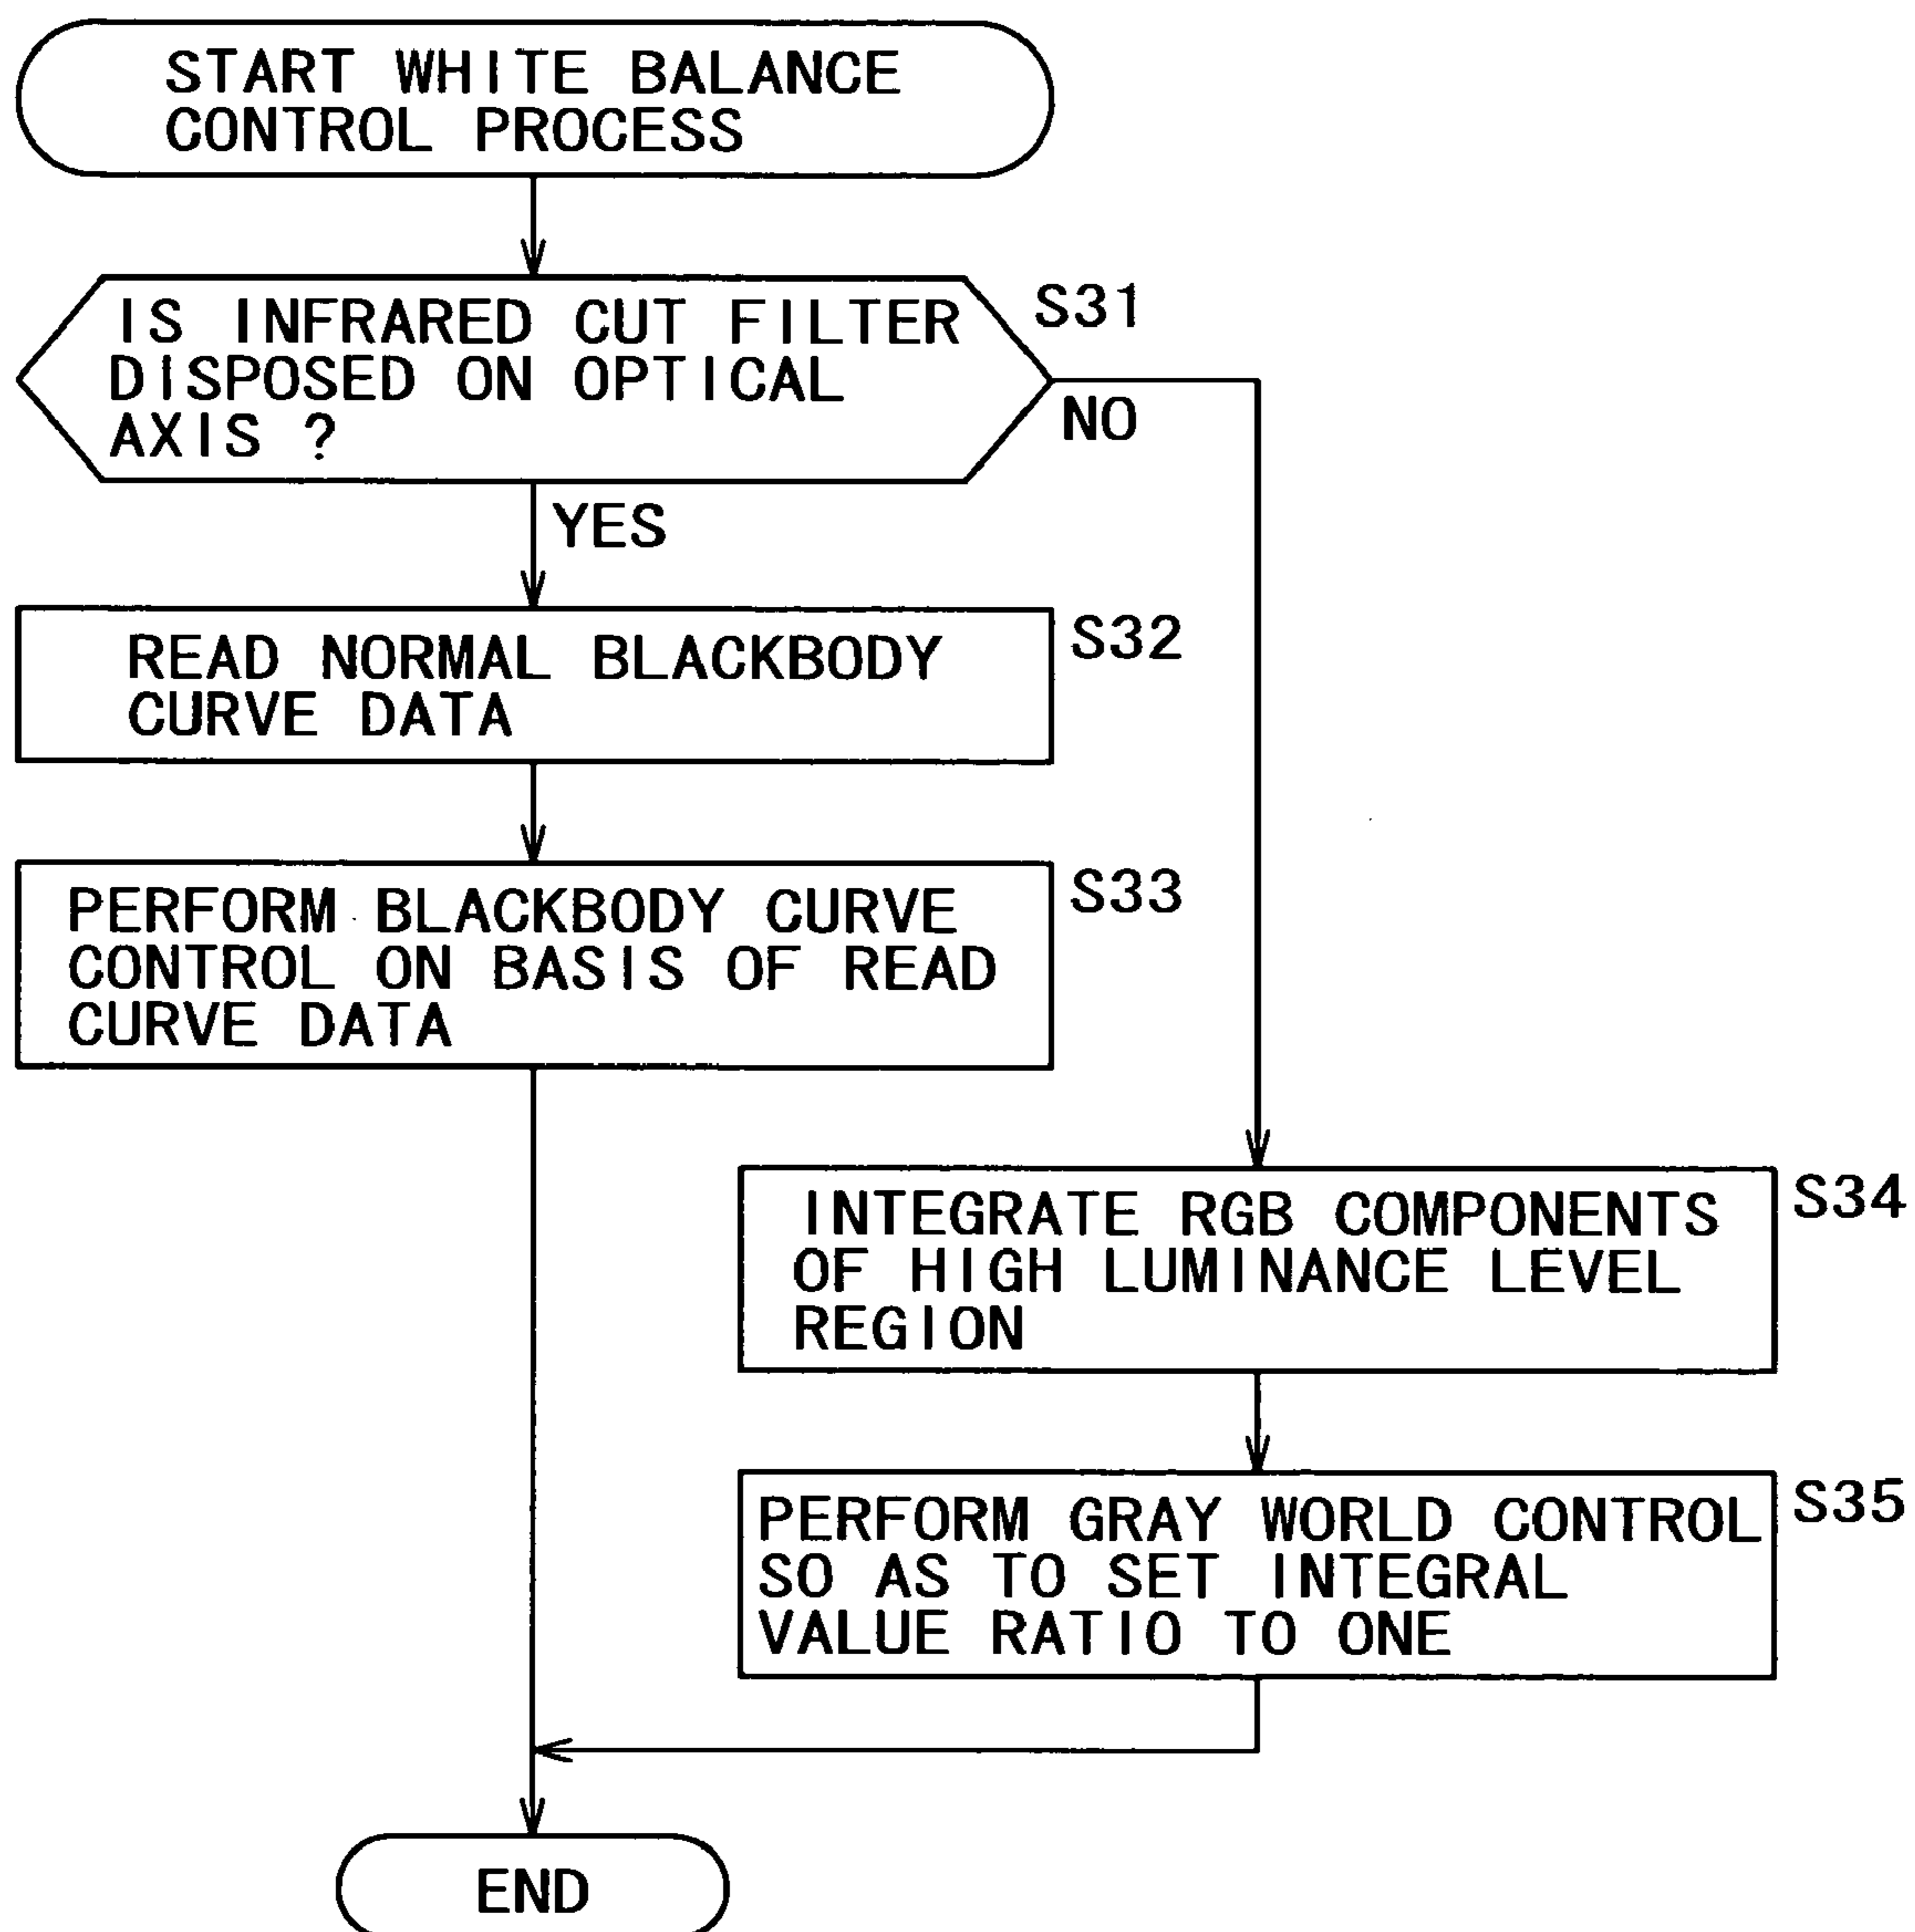 START WHITE BALANCE
CONTROL PROCESS
IS INFRARED CUT FILTER
DISPOSED ON OPTICAL
AXIS ?
S31
NO
YES
READ NORMAL BLACKBODY
CURVE DATA
S32
PERFORM BLACKBODY CURVE
CONTROL ON BASIS OF READ
CURVE DATA
S33
INTEGRATE RGB COMPONENTS
OF HIGH LUMINANCE LEVEL
REGION
S34
PERFORM GRAY WORLD CONTROL
SO AS TO SET INTEGRAL
VALUE RATIO TO ONE
S35
END